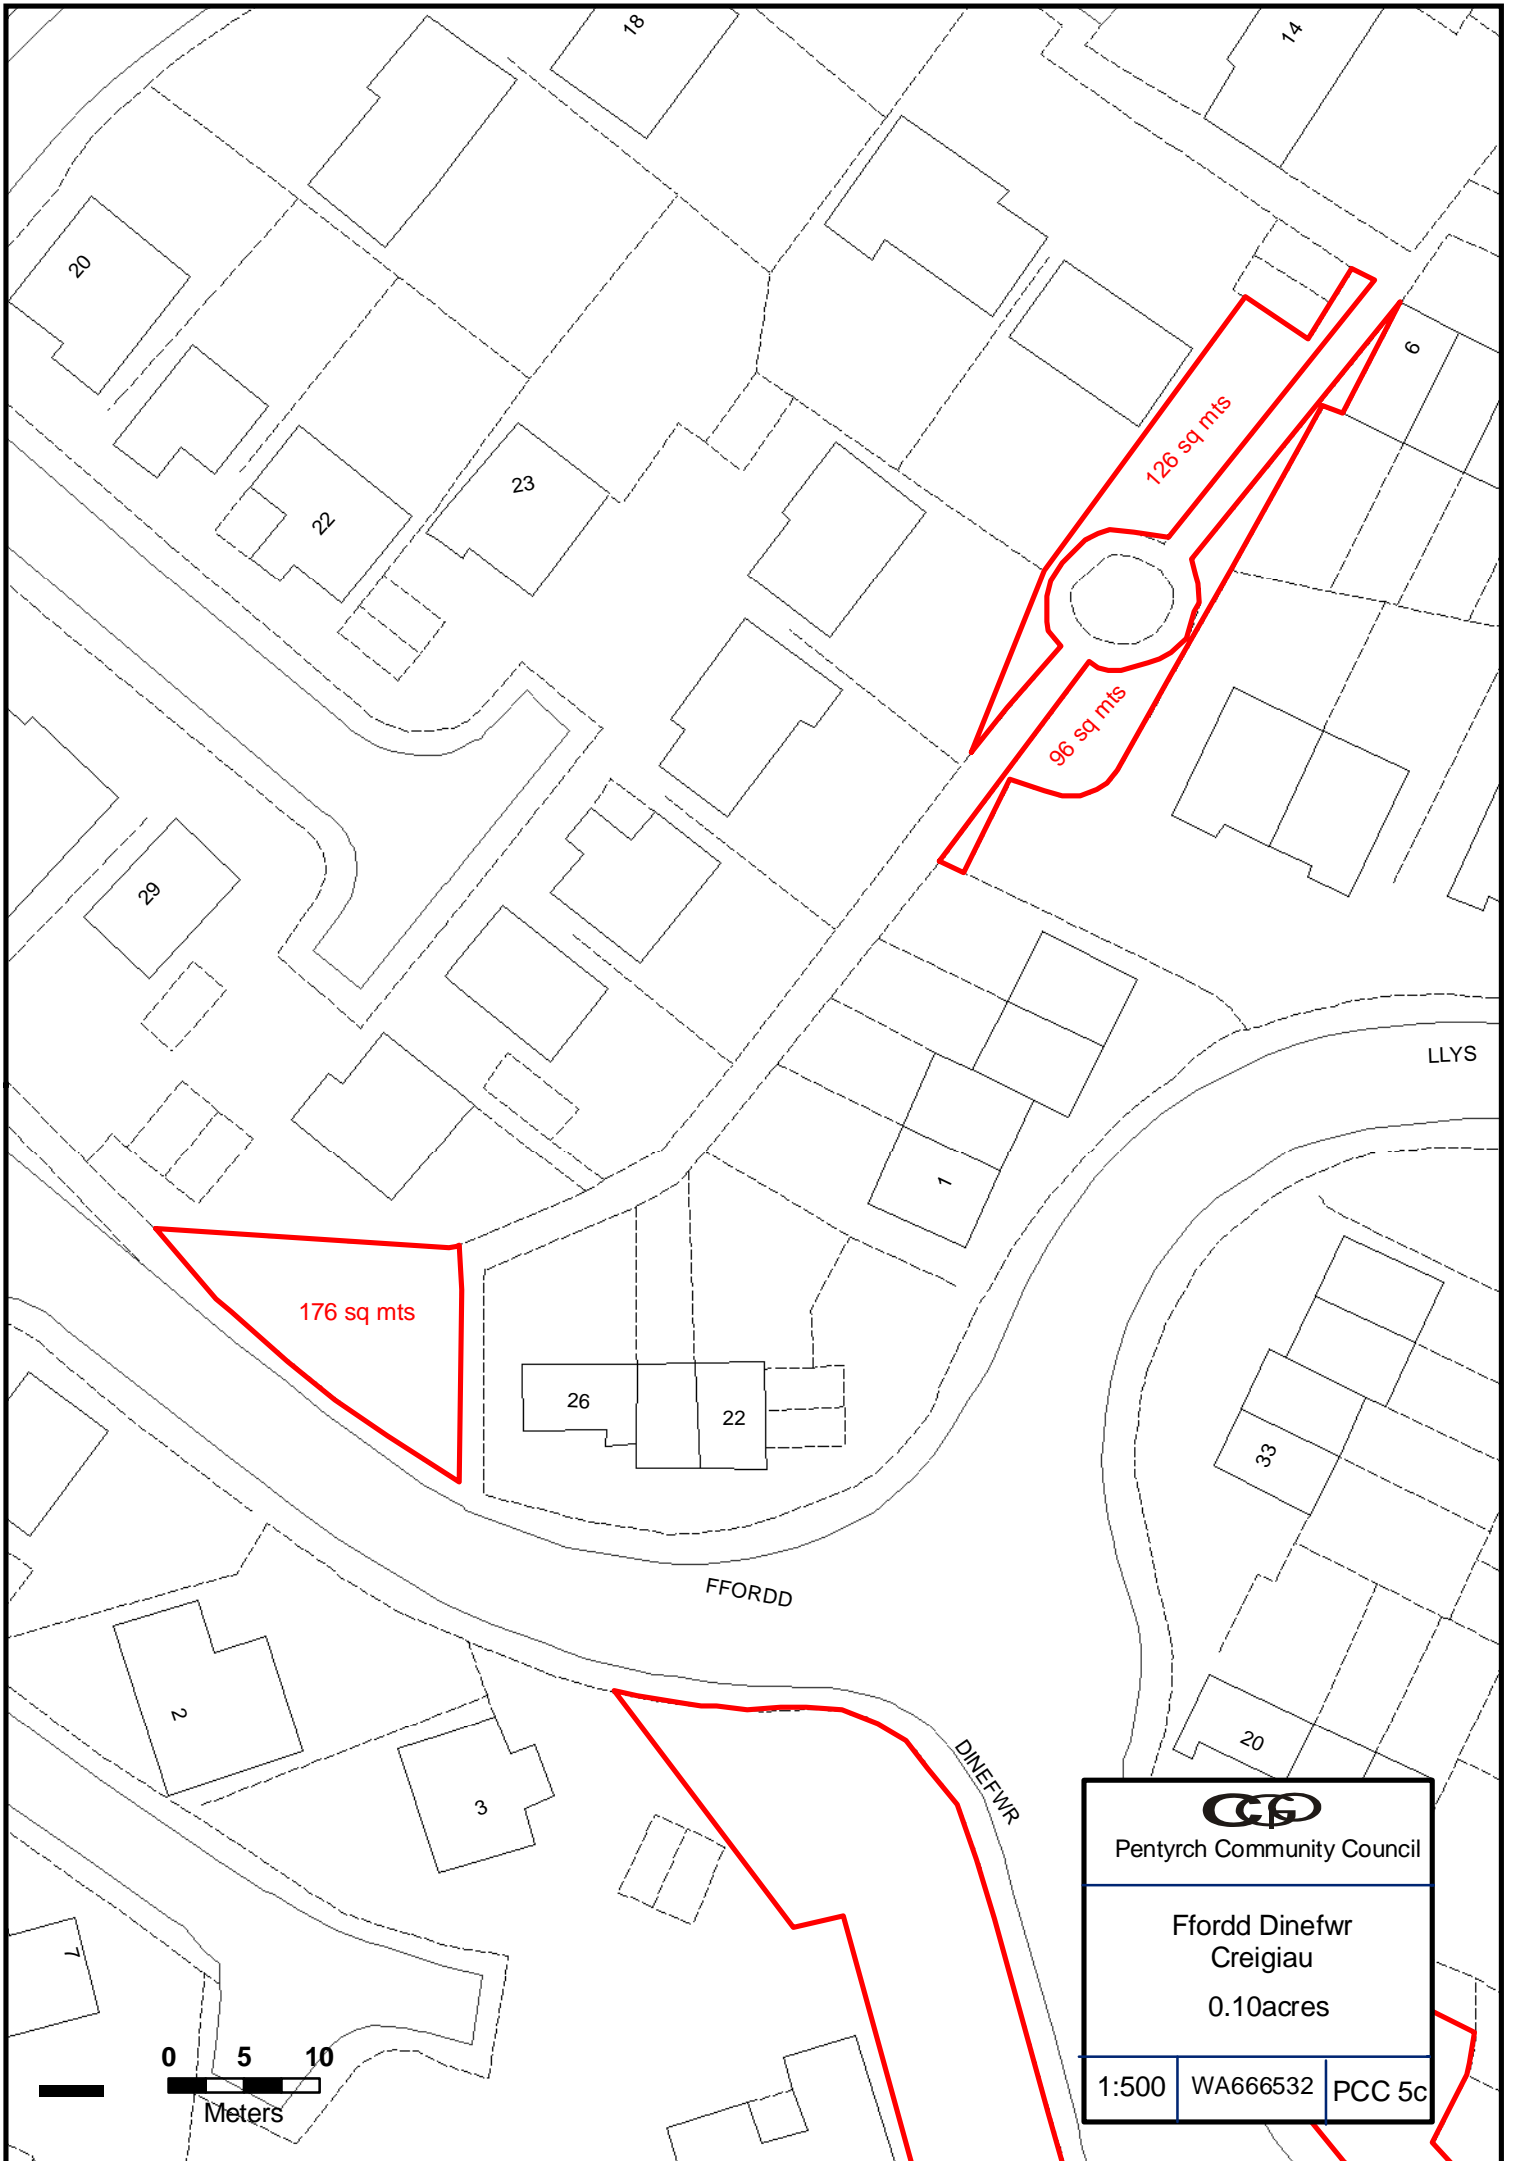 18
14
20
6
126 sq mts
23
22
96 sq mts
29
LLYS
1
176 sq mts
26
22
33
FFORDD
2
20
DINEFWR
3
Pentyrch Community Council
Ffordd Dinefwr
Creigiau
0.10acres
7
0 5 10
Meters
1:500 WA666532 PCC 5c